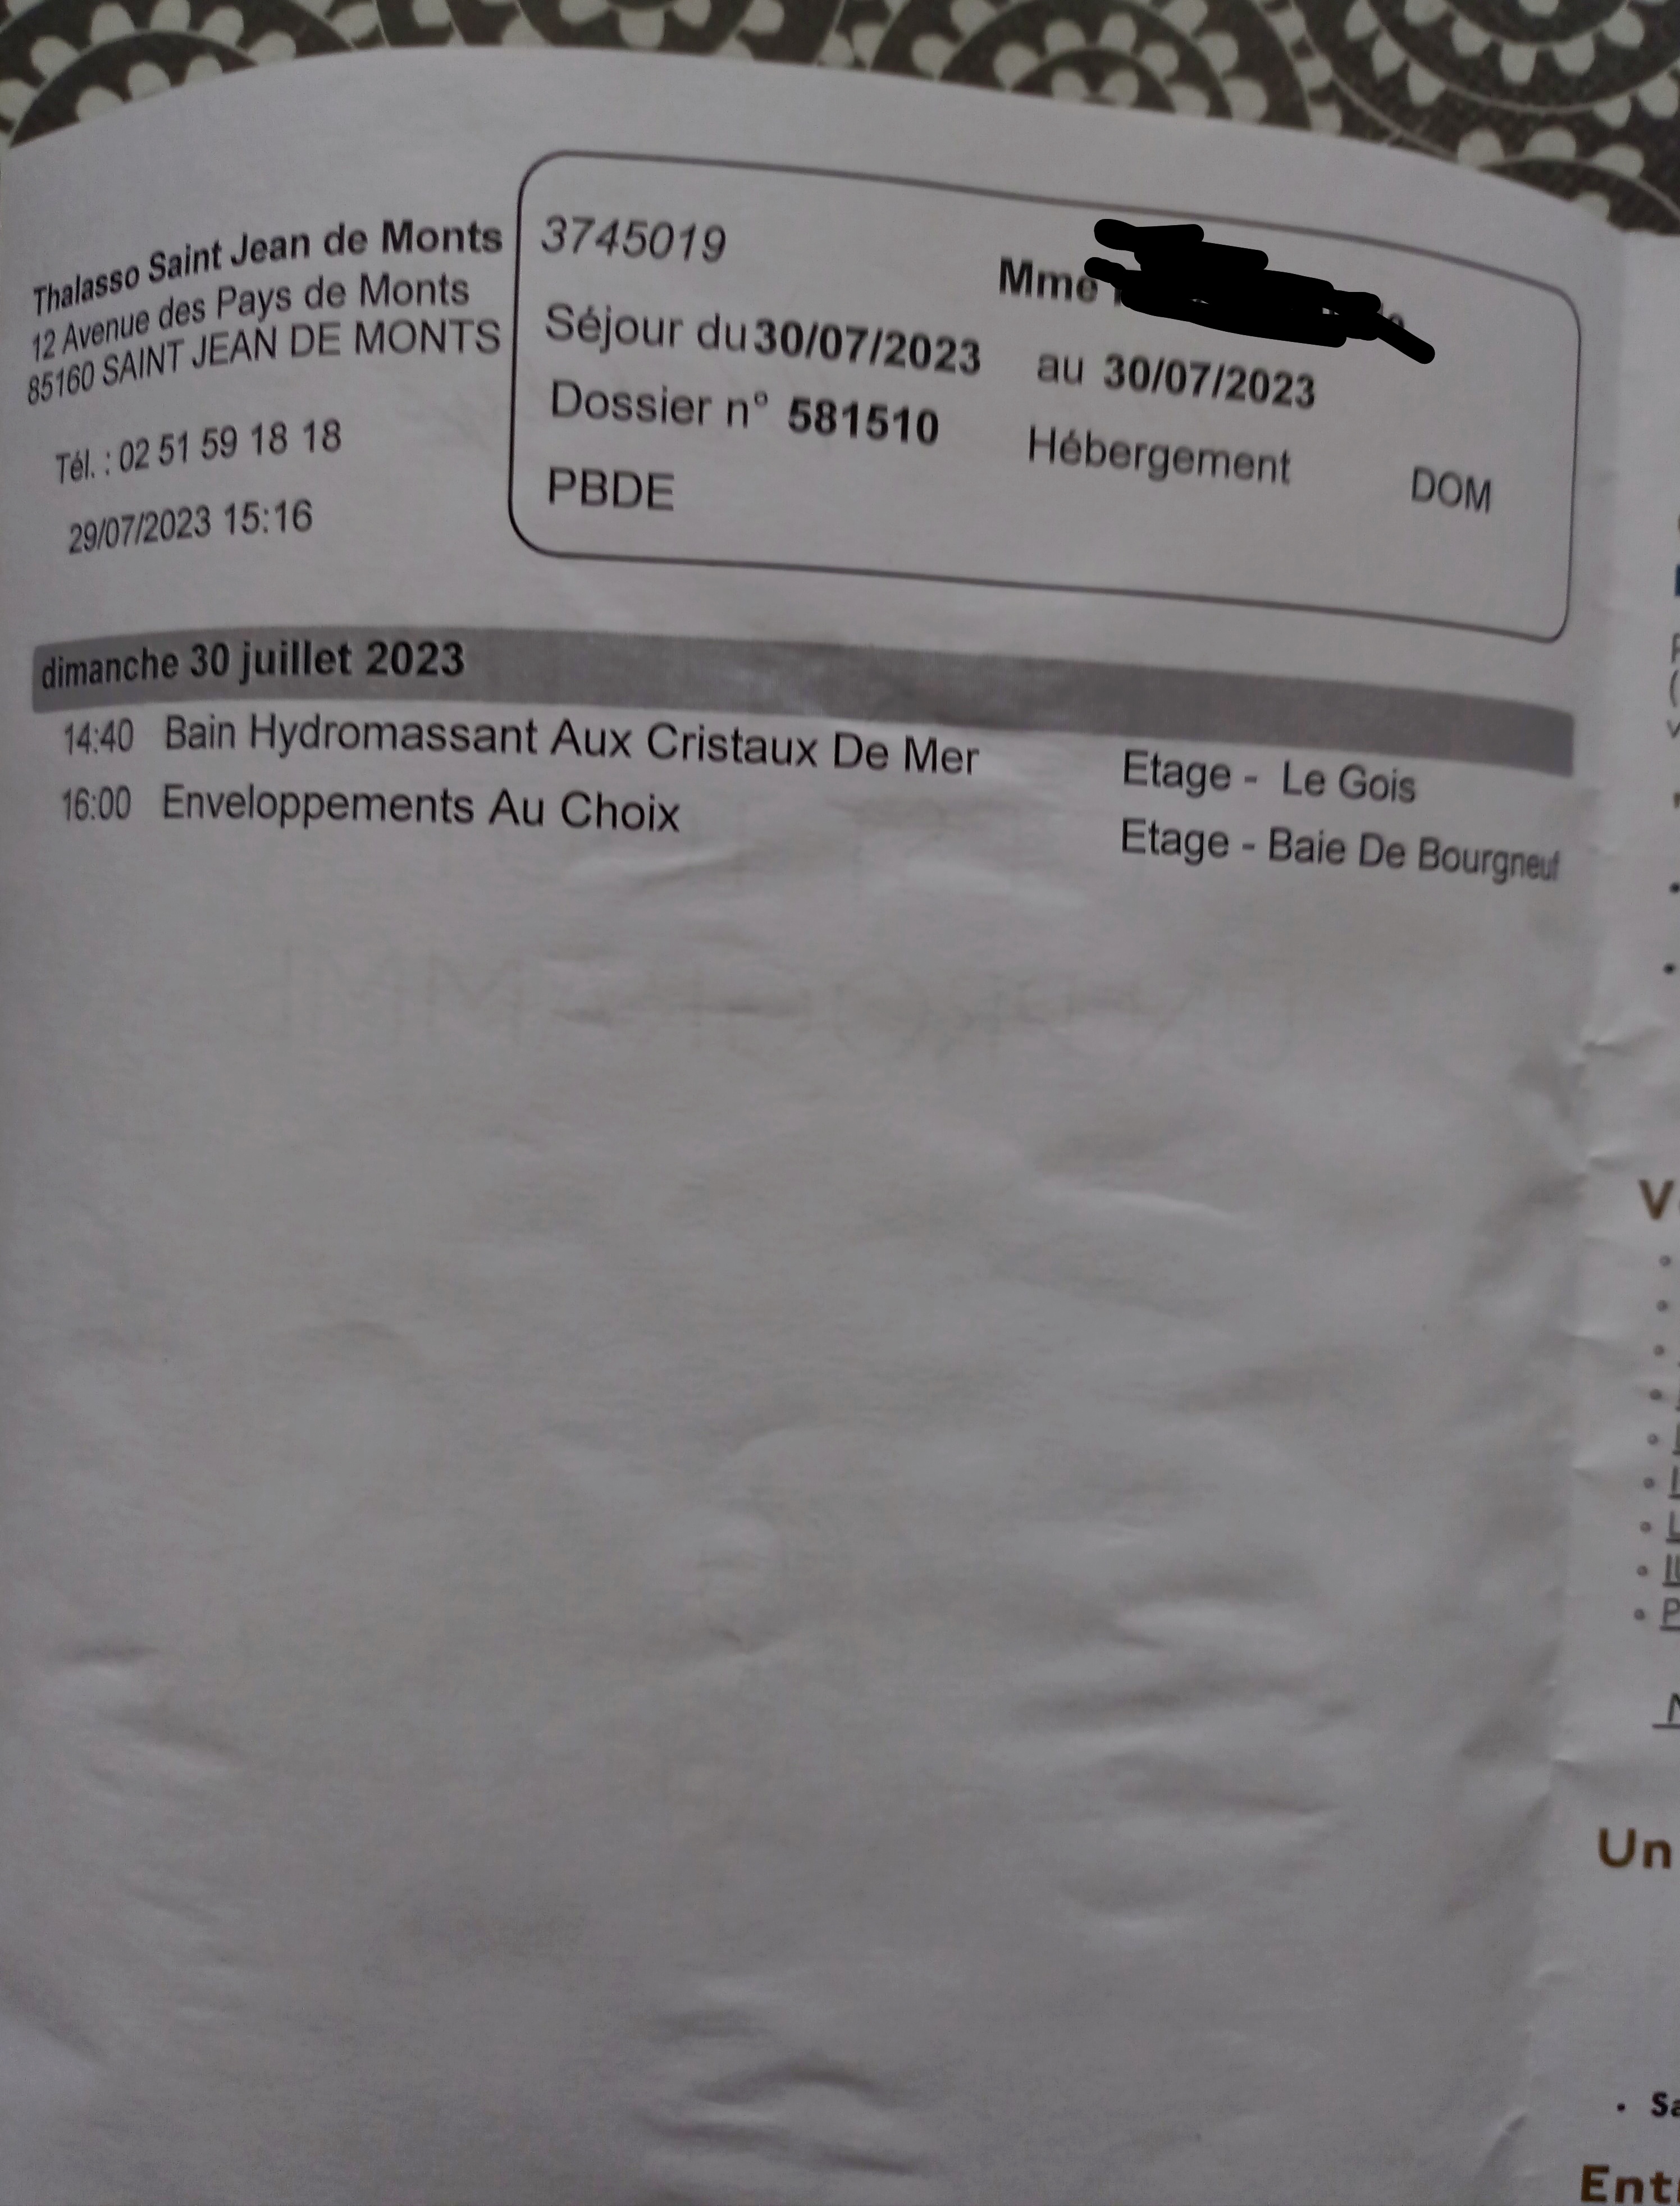 Thalasso Saint Jean de Monts
12 Avenue des Pays de Monts
85160 SAINT JEAN DE MONTS
Tél. : 02 51 59 18 18
29/07/2023 15:16
3745019
Mme
Séjour du 30/07/2023 au 30/07/2023
Dossier n° 581510 Hébergement DOM
PBDE
dimanche 30 juillet 2023
14:40 Bain Hydromassant Aux Cristaux De Mer Etage - Le Gois
16:00 Enveloppements Au Choix Etage - Baie De Bourgneuf
Un